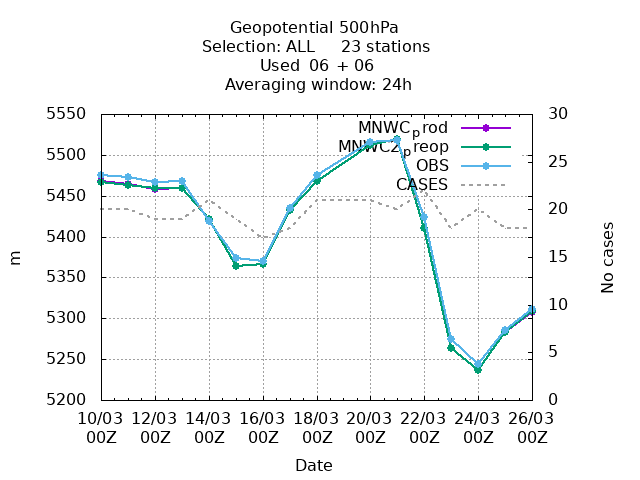 Geopotential 500hPa
Selection: ALL 23 stations
Used 06 + 06
Averaging window: 24h
MNWC_prod
MNWC2_preop
OBS
CASES
5550
5500
5450
5400
5350
5300
5250
5200
m
30
25
20
15
10
5
0
No cases
10/03 12/03 14/03 16/03 18/03 20/03 22/03 24/03 26/03
00Z 00Z 00Z 00Z 00Z 00Z 00Z 00Z 00Z
Date